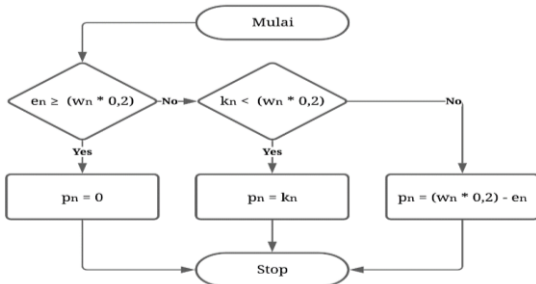 Mulai
en ≥ (wn * 0,2)
No
kn < (wn * 0,2)
No
Yes
Yes
pn = 0
pn = kn
pn = (wn * 0,2) - en
Stop